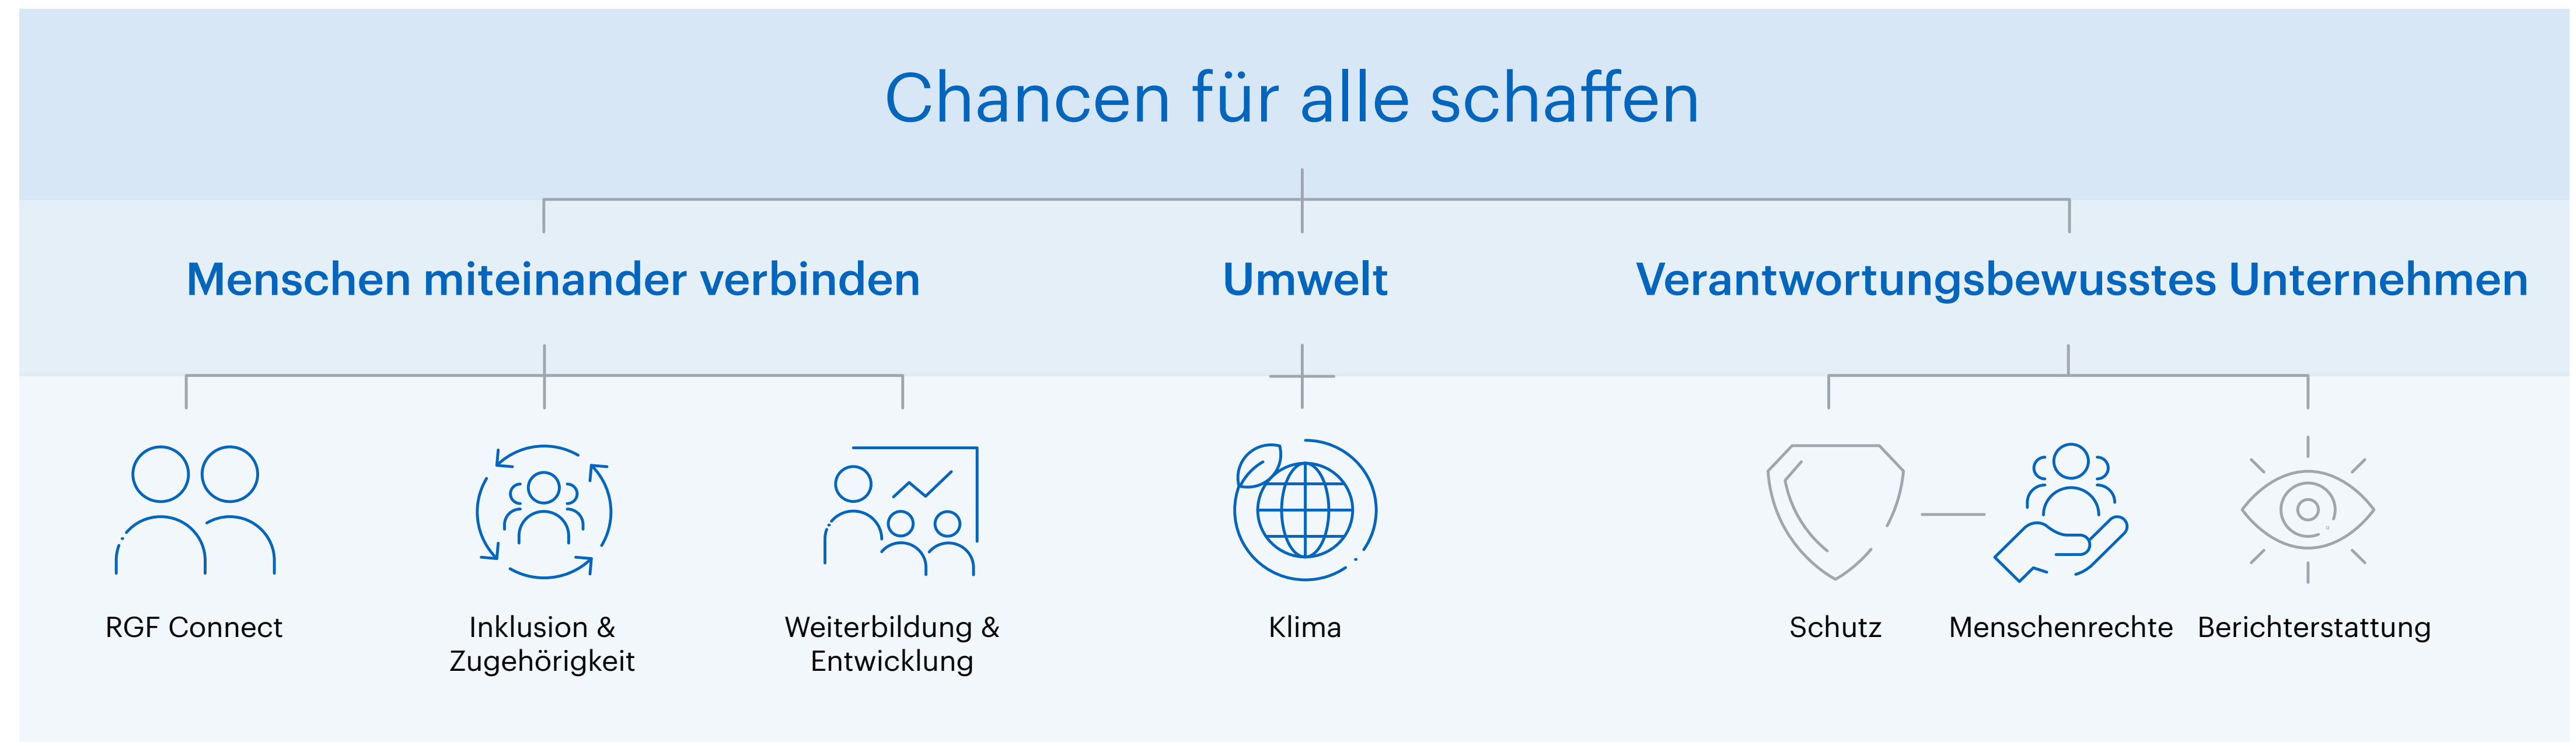 Chancen für alle schaffen
Menschen miteinander verbinden
Umwelt
Verantwortungsbewusstes Unternehmen
RGF Connect
Inklusion &
Zugehörigkeit
Weiterbildung &
Entwicklung
Klima
Schutz
Menschenrechte
Berichterstattung